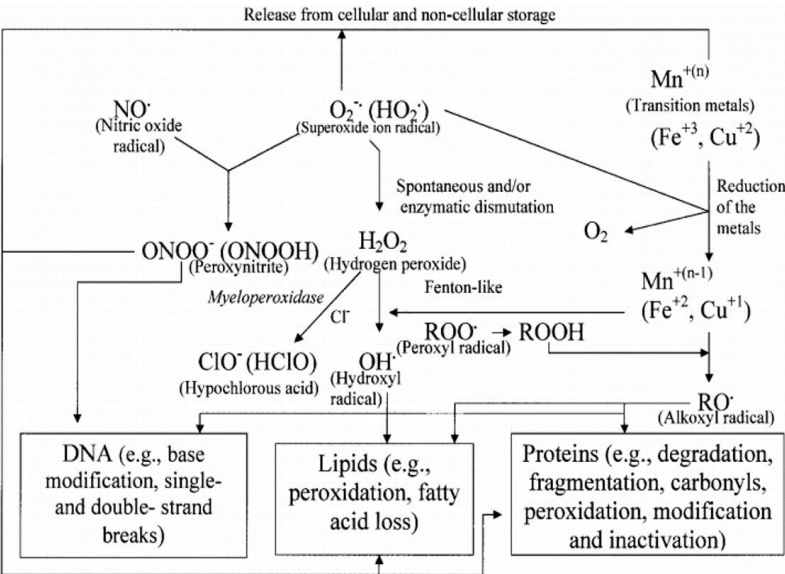 Release from cellular and non-cellular storage
Mn⁺⁽ⁿ⁾
(Transition metals)
(Fe⁺³, Cu⁺²)
NO·
(Nitric oxide
radical)
O₂⁻· (HO₂·)
(Superoxide ion radical)
Spontaneous and/or
enzymatic dismutation
Reduction
of the
metals
O₂
ONOO⁻ (ONOOH)
(Peroxynitrite)
H₂O₂
(Hydrogen peroxide)
Mn⁺⁽ⁿ⁻¹⁾
(Fe⁺², Cu⁺¹)
Myeloperoxidase
Cl⁻
Fenton-like
ROO· → ROOH
(Peroxyl radical)
ClO⁻ (HClO)
(Hypochlorous acid)
OH·
(Hydroxyl
radical)
RO·
(Alkoxyl radical)
DNA (e.g., base
modification, single-
and double- strand
breaks)
Lipids (e.g.,
peroxidation, fatty
acid loss)
Proteins (e.g., degradation,
fragmentation, carbonyls,
peroxidation, modification
and inactivation)